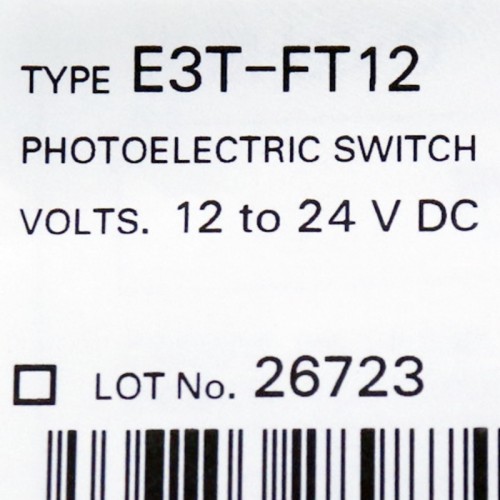 TYPE E3T-FT12
PHOTOELECTRIC SWITCH
VOLTS. 12 to 24 V DC
LOT No. 26723